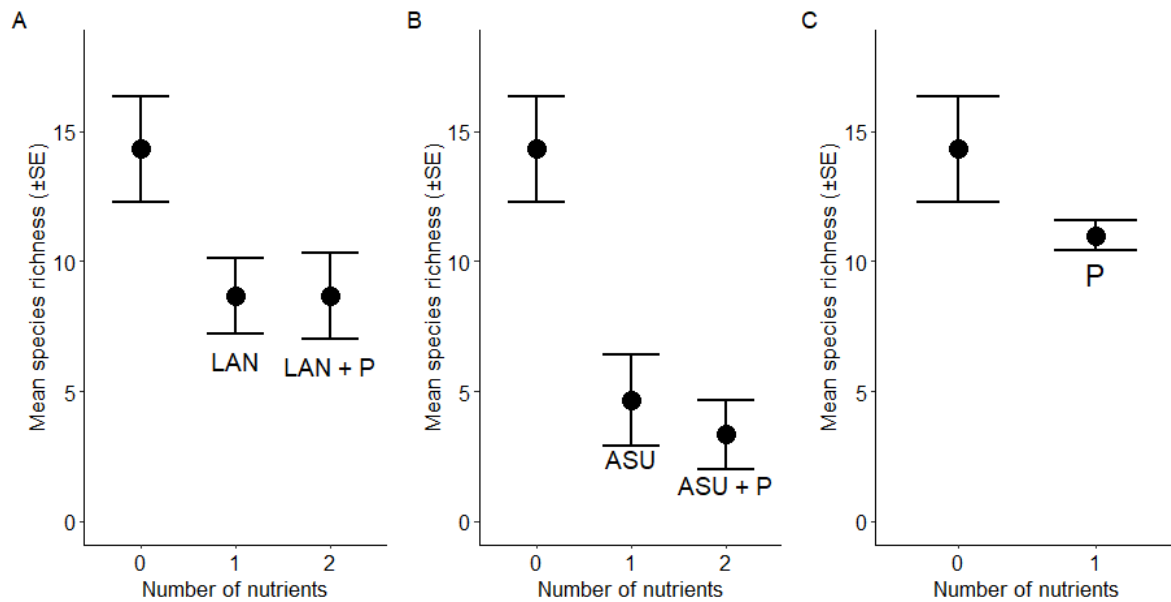 A
Mean species richness (±SE)
15
10
5
0
LAN
LAN + P
0 1 2
Number of nutrients
B
Mean species richness (±SE)
15
10
5
0
ASU
ASU + P
0 1 2
Number of nutrients
C
Mean species richness (±SE)
15
10
5
0
P
0 1
Number of nutrients